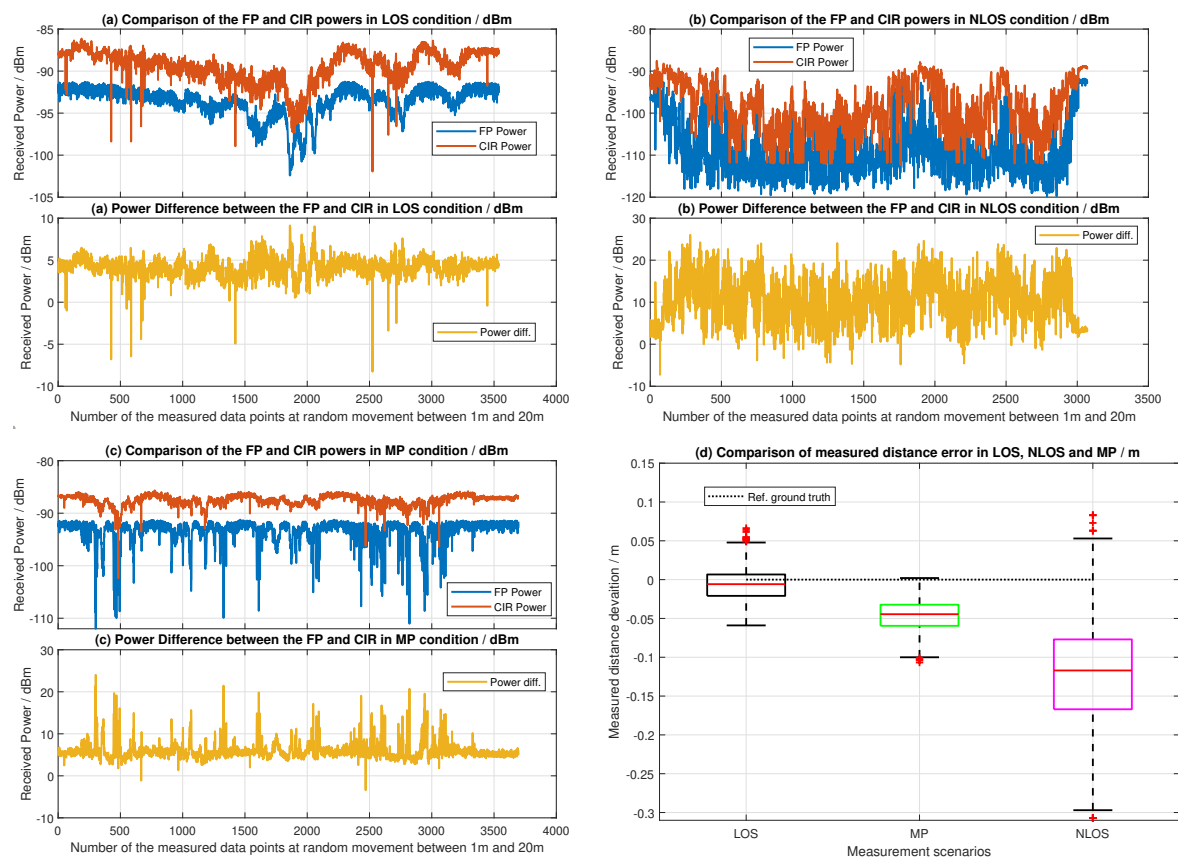 (a) Comparison of the FP and CIR powers in LOS condition / dBm
-85
-90
-95
-100
-105
Received Power / dBm
FP Power
CIR Power
(a) Power Difference between the FP and CIR in LOS condition / dBm
10
5
0
-5
-10
Received Power / dBm
Power diff.
0 500 1000 1500 2000 2500 3000 3500 4000
Number of the measured data points at random movement between 1m and 20m
(b) Comparison of the FP and CIR powers in NLOS condition / dBm
-80
-90
-100
-110
-120
Received Power / dBm
FP Power
CIR Power
(b) Power Difference between the FP and CIR in NLOS condition / dBm
30
20
10
0
-10
Received Power / dBm
Power diff.
0 500 1000 1500 2000 2500 3000 3500
Number of the measured data points at random movement between 1m and 20m
(c) Comparison of the FP and CIR powers in MP condition / dBm
-80
-90
-100
-110
Received Power / dBm
FP Power
CIR Power
(c) Power Difference between the FP and CIR in MP condition / dBm
30
20
10
0
-10
Received Power / dBm
Power diff.
0 500 1000 1500 2000 2500 3000 3500 4000
Number of the measured data points at random movement between 1m and 20m
(d) Comparison of measured distance error in LOS, NLOS and MP / m
0.15
0.1
0.05
0
-0.05
-0.1
-0.15
-0.2
-0.25
-0.3
Measured distance devaition / m
Ref. ground truth
LOS MP NLOS
Measurement scenarios